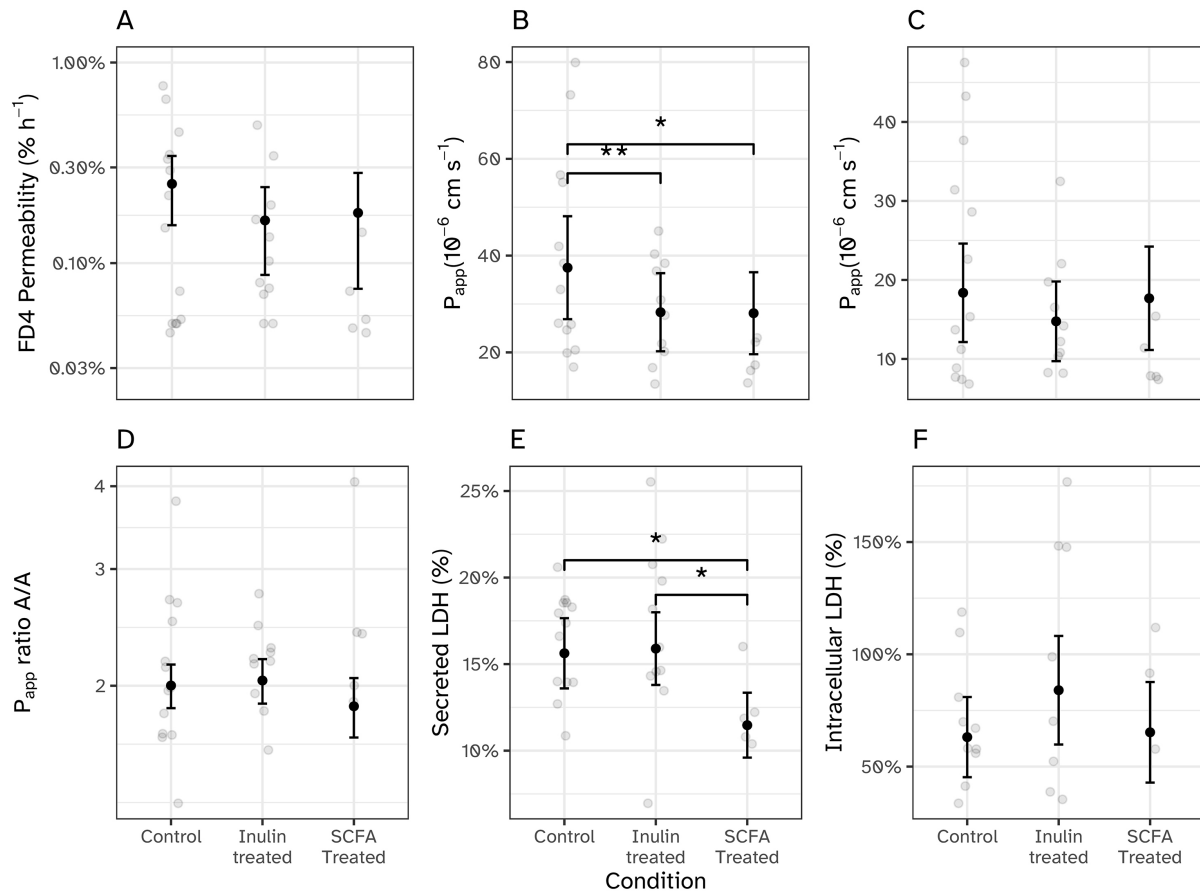 A
B
C
FD4 Permeability (% h⁻¹)
1.00%
0.30%
0.10%
0.03%
Papp(10⁻⁶ cm s⁻¹)
80
60
40
20
*
**
Papp(10⁻⁶ cm s⁻¹)
40
30
20
10
D
E
F
Papp ratio A/A
4
3
2
Control
Inulin
treated
SCFA
Treated
Secreted LDH (%)
25%
20%
15%
10%
*
*
Control
Inulin
treated
SCFA
Treated
Intracellular LDH (%)
150%
100%
50%
Control
Inulin
treated
SCFA
Treated
Condition